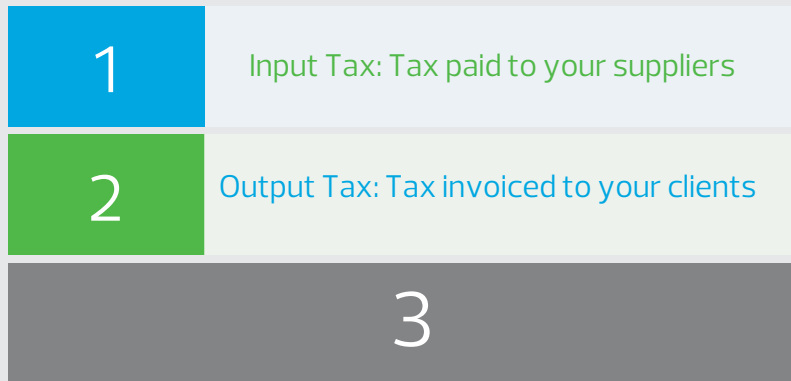 1
Input Tax: Tax paid to your suppliers
2
Output Tax: Tax invoiced to your clients
3